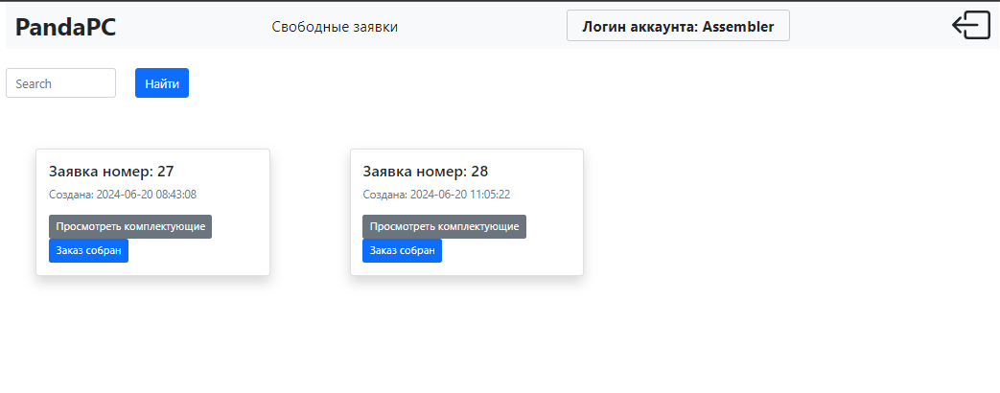 PandaPC
Свободные заявки
Логин аккаунта: Assembler
Search
Найти
Заявка номер: 27
Создана: 2024-06-20 08:43:08
Просмотреть комплектующие
Заказ собран
Заявка номер: 28
Создана: 2024-06-20 11:05:22
Просмотреть комплектующие
Заказ собран